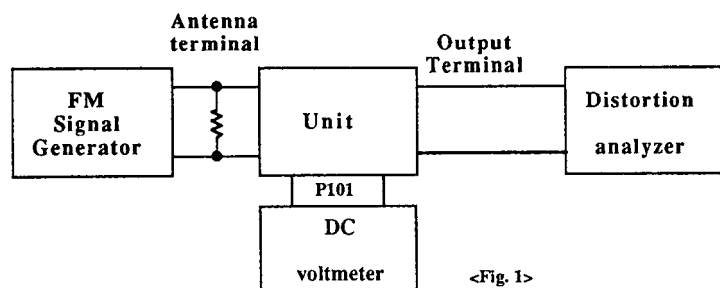 Antenna
terminal
Output
Terminal
FM
Signal
Generator
Unit
Distortion
analyzer
P101
DC
voltmeter
<Fig. 1>